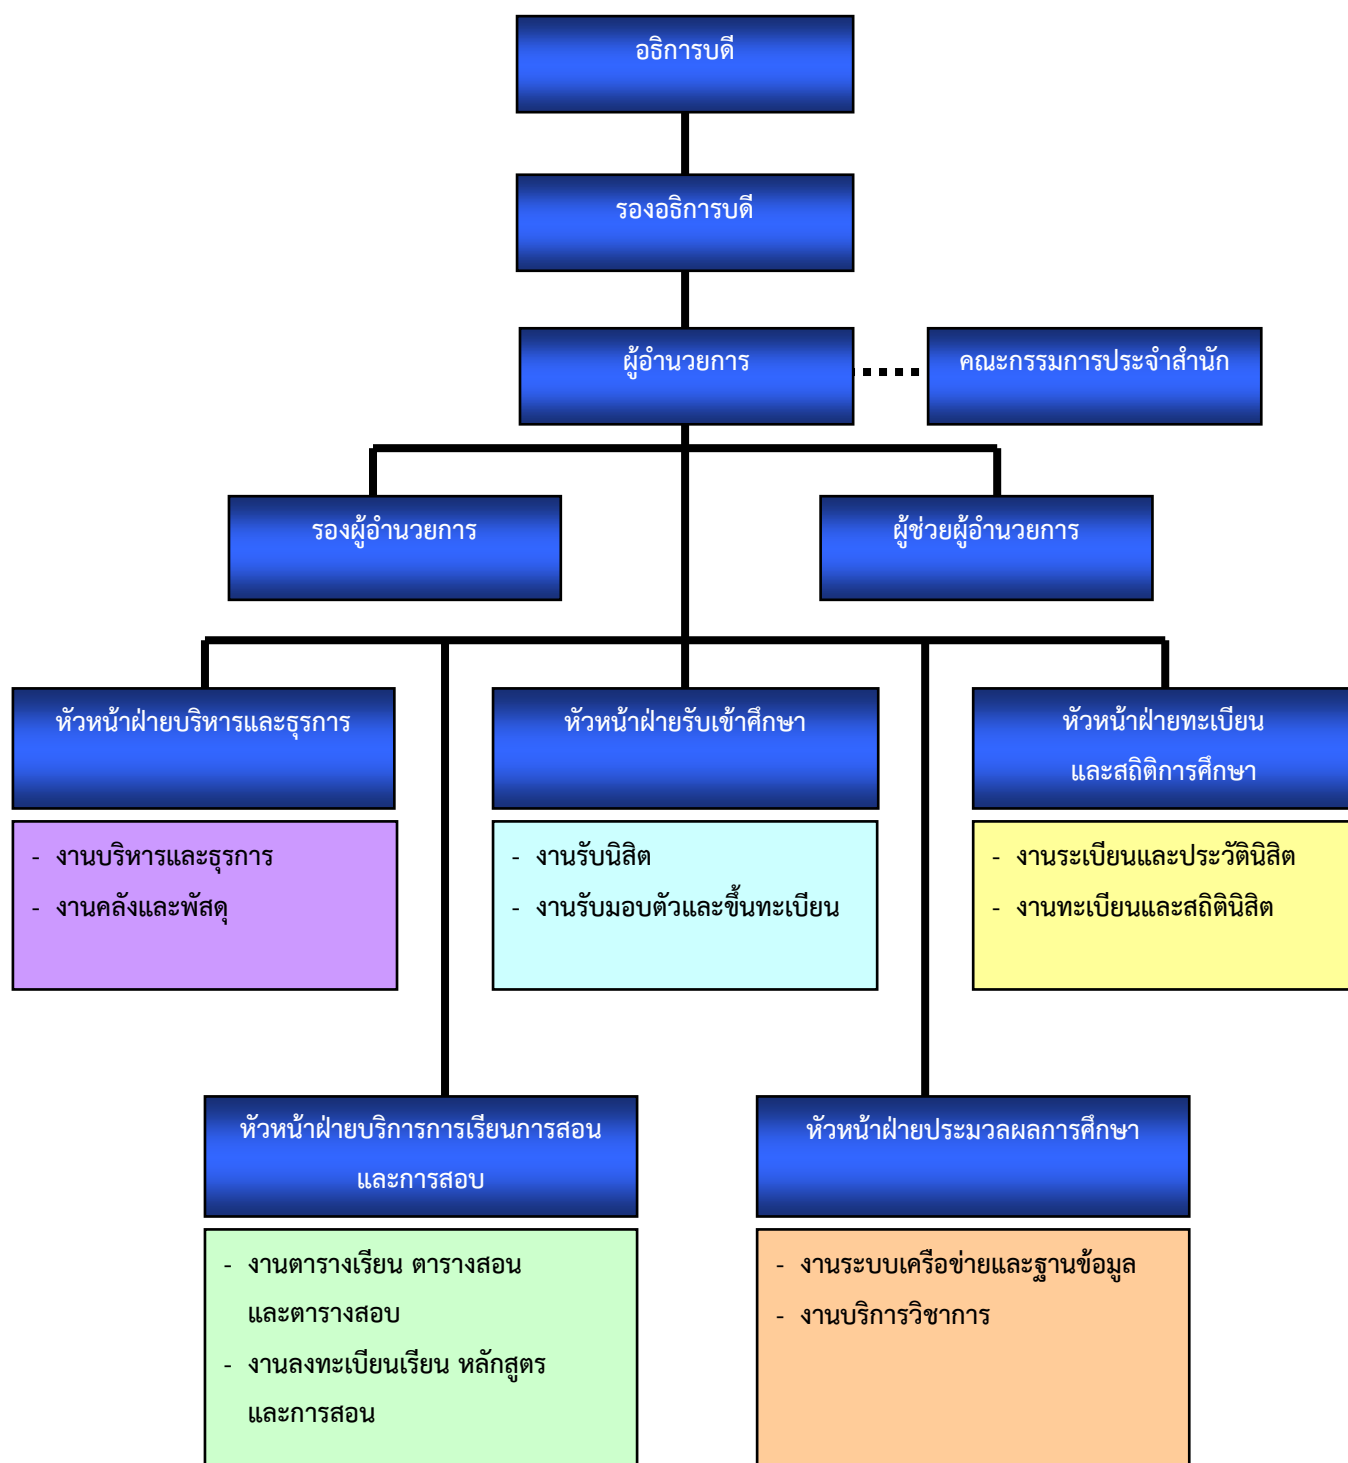 อธิการบดี
รองอธิการบดี
ผู้อำนวยการ
คณะกรรมการประจำสำนัก
รองผู้อำนวยการ
ผู้ช่วยผู้อำนวยการ
หัวหน้าฝ่ายบริหารและธุรการ
- งานบริหารและธุรการ
- งานคลังและพัสดุ
หัวหน้าฝ่ายรับเข้าศึกษา
- งานรับนิสิต
- งานรับมอบตัวและขึ้นทะเบียน
หัวหน้าฝ่ายทะเบียน
และสถิติการศึกษา
- งานระเบียนและประวัตินิสิต
- งานทะเบียนและสถิตินิสิต
หัวหน้าฝ่ายบริการการเรียนการสอน
และการสอบ
- งานตารางเรียน ตารางสอน
และตารางสอบ
- งานลงทะเบียนเรียน หลักสูตร
และการสอน
หัวหน้าฝ่ายประมวลผลการศึกษา
- งานระบบเครือข่ายและฐานข้อมูล
- งานบริการวิชาการ